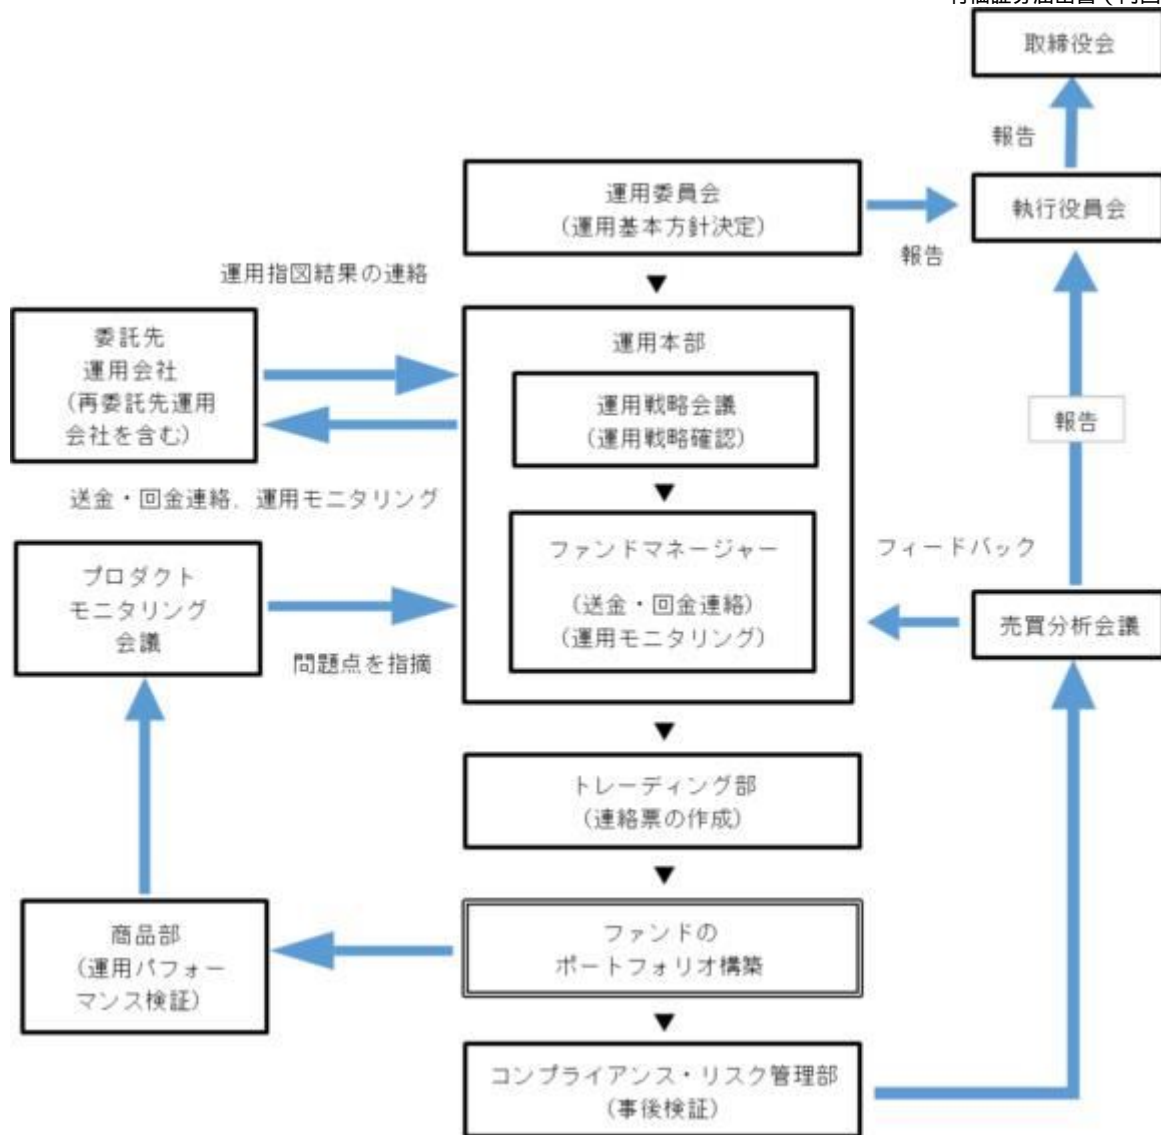 取締役会
報告
運用委員会
(運用基本方針決定)
執行役員会
報告
運用指図結果の連絡
委託先
運用会社
(再委託先運用
会社を含む)
運用本部
運用戦略会議
(運用戦略確認)
報告
送金・回金連絡、運用モニタリング
ファンドマネージャー
(送金・回金連絡)
(運用モニタリング)
フィードバック
プロダクト
モニタリング
会議
売買分析会議
問題点を指摘
トレーディング部
(連絡票の作成)
商品部
(運用パフォー
マンス検証)
ファンドの
ポートフォリオ構築
コンプライアンス・リスク管理部
(事後検証)